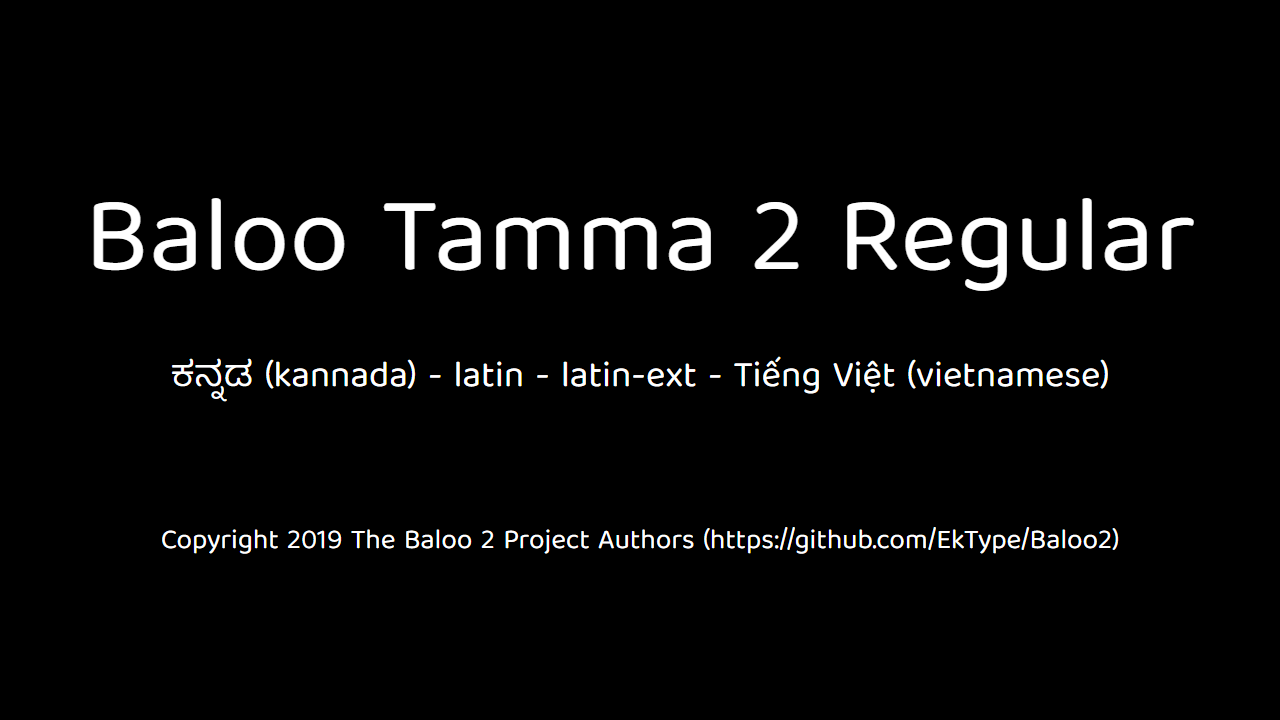 Baloo Tamma 2 Regular
ಕನ್ನಡ (kannada) - latin - latin-ext - Tiếng Việt (vietnamese)
Copyright 2019 The Baloo 2 Project Authors (https://github.com/EkType/Baloo2)